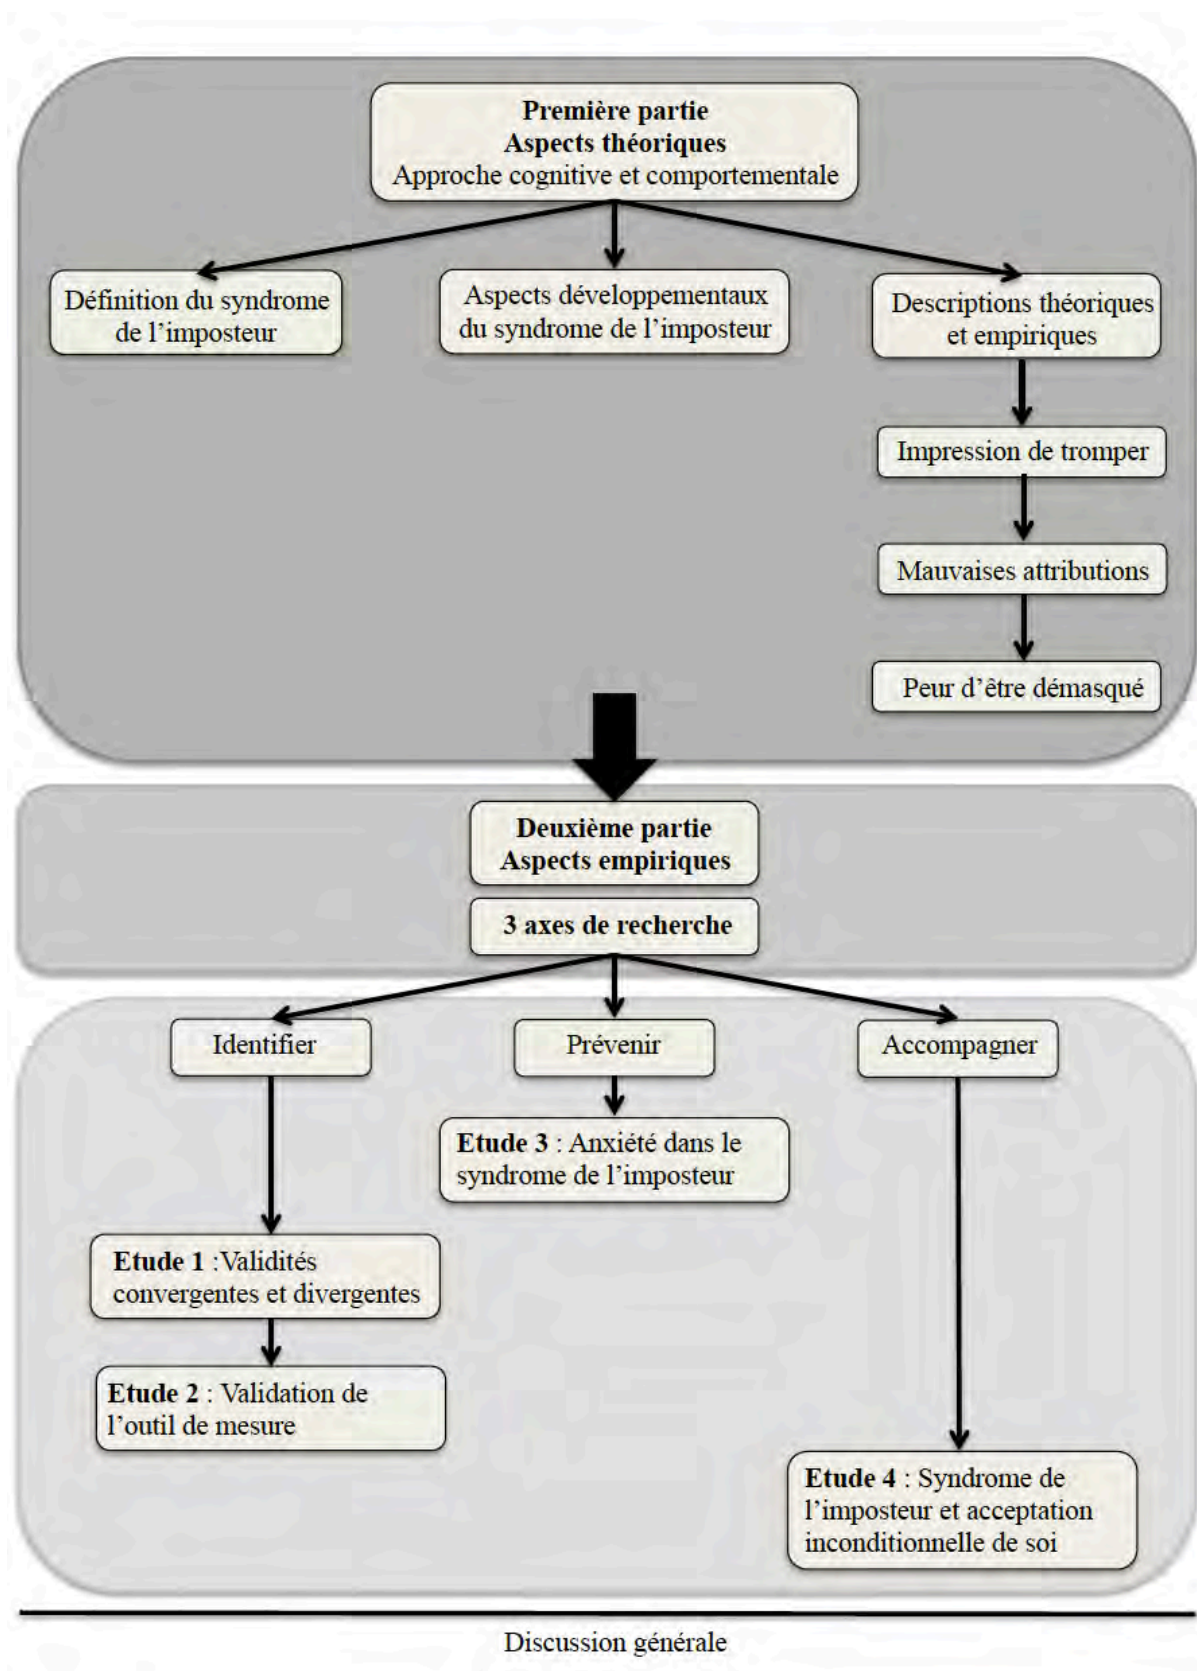 Première partie
Aspects théoriques
Approche cognitive et comportementale
Définition du syndrome
de l’imposteur
Aspects développementaux
du syndrome de l’imposteur
Descriptions théoriques
et empiriques
Impression de tromper
Mauvaises attributions
Peur d’être démasqué
Deuxième partie
Aspects empiriques
3 axes de recherche
Identifier
Prévenir
Accompagner
Etude 3 : Anxiété dans le
syndrome de l’imposteur
Etude 1 :Validités
convergentes et divergentes
Etude 2 : Validation de
l’outil de mesure
Etude 4 : Syndrome de
l’imposteur et acceptation
inconditionnelle de soi
Discussion générale